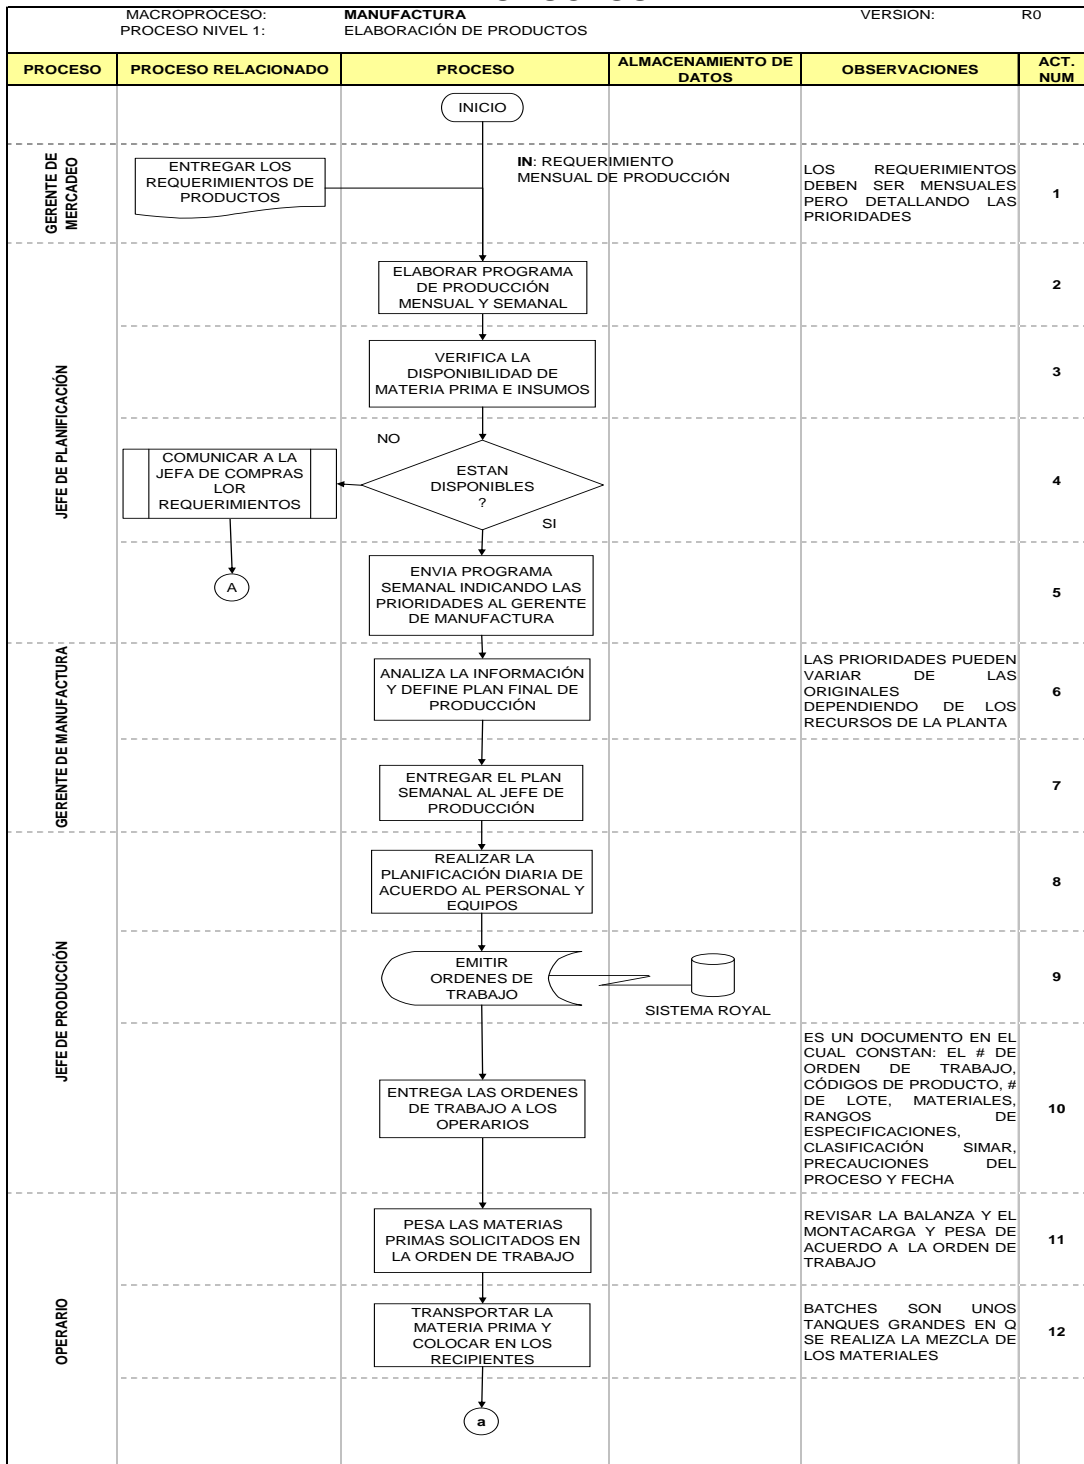 MACROPROCESO: MANUFACTURA VERSION: R0
PROCESO NIVEL 1: ELABORACIÓN DE PRODUCTOS
PROCESO
PROCESO RELACIONADO
PROCESO
ALMACENAMIENTO DE
DATOS
OBSERVACIONES
ACT.
NUM
INICIO
GERENTE DE
MERCADEO
ENTREGAR LOS
REQUERIMIENTOS DE
PRODUCTOS
IN: REQUERIMIENTO
MENSUAL DE PRODUCCIÓN
LOS REQUERIMIENTOS
DEBEN SER MENSUALES
PERO DETALLANDO LAS
PRIORIDADES
1
JEFE DE PLANIFICACIÓN
ELABORAR PROGRAMA
DE PRODUCCIÓN
MENSUAL Y SEMANAL
2
VERIFICA LA
DISPONIBILIDAD DE
MATERIA PRIMA E INSUMOS
3
NO
COMUNICAR A LA
JEFA DE COMPRAS
LOR
REQUERIMIENTOS
ESTAN
DISPONIBLES
?
SI
4
A
ENVIA PROGRAMA
SEMANAL INDICANDO LAS
PRIORIDADES AL GERENTE
DE MANUFACTURA
5
GERENTE DE MANUFACTURA
ANALIZA LA INFORMACIÓN
Y DEFINE PLAN FINAL DE
PRODUCCIÓN
LAS PRIORIDADES PUEDEN
VARIAR DE LAS
ORIGINALES
DEPENDIENDO DE LOS
RECURSOS DE LA PLANTA
6
ENTREGAR EL PLAN
SEMANAL AL JEFE DE
PRODUCCIÓN
7
JEFE DE PRODUCCIÓN
REALIZAR LA
PLANIFICACIÓN DIARIA DE
ACUERDO AL PERSONAL Y
EQUIPOS
8
EMITIR
ORDENES DE
TRABAJO
SISTEMA ROYAL
9
ENTREGA LAS ORDENES
DE TRABAJO A LOS
OPERARIOS
ES UN DOCUMENTO EN EL
CUAL CONSTAN: EL # DE
ORDEN DE TRABAJO,
CÓDIGOS DE PRODUCTO, #
DE LOTE, MATERIALES,
RANGOS DE
ESPECIFICACIONES,
CLASIFICACIÓN SIMAR,
PRECAUCIONES DEL
PROCESO Y FECHA
10
OPERARIO
PESA LAS MATERIAS
PRIMAS SOLICITADOS EN
LA ORDEN DE TRABAJO
REVISAR LA BALANZA Y EL
MONTACARGA Y PESA DE
ACUERDO A LA ORDEN DE
TRABAJO
11
TRANSPORTAR LA
MATERIA PRIMA Y
COLOCAR EN LOS
RECIPIENTES
BATCHES SON UNOS
TANQUES GRANDES EN Q
SE REALIZA LA MEZCLA DE
LOS MATERIALES
12
a